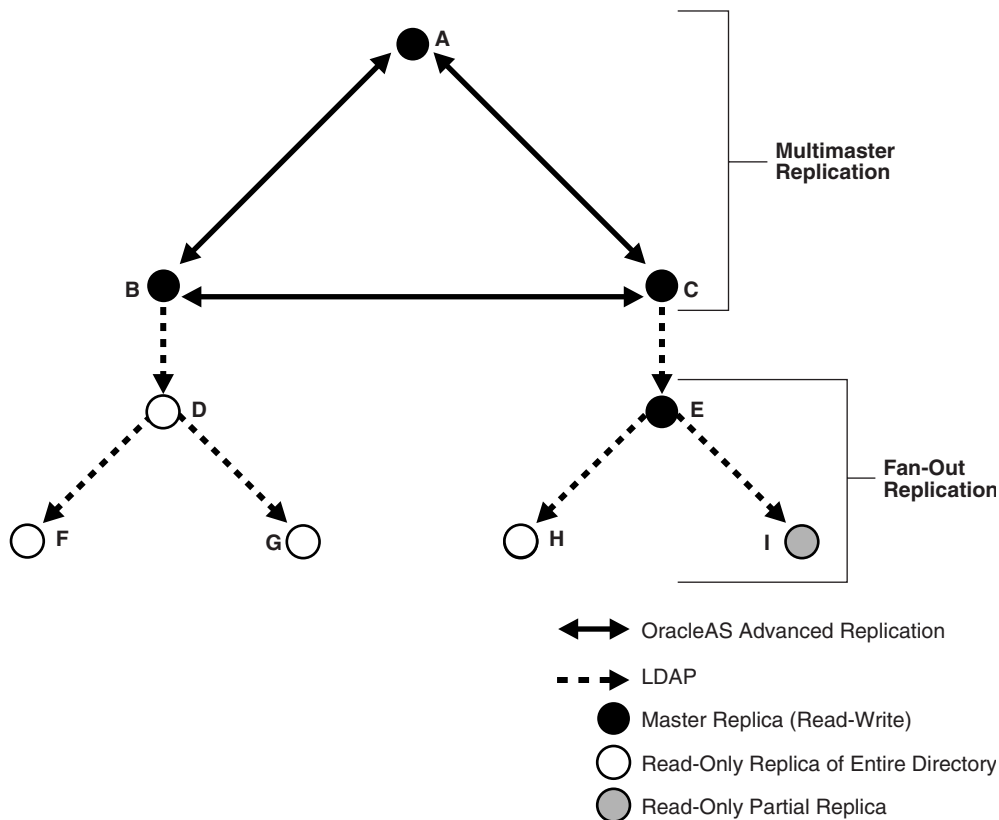 A
Multimaster
Replication
B
C
D
E
Fan-Out
Replication
F
G
H
I
OracleAS Advanced Replication
LDAP
Master Replica (Read-Write)
Read-Only Replica of Entire Directory
Read-Only Partial Replica